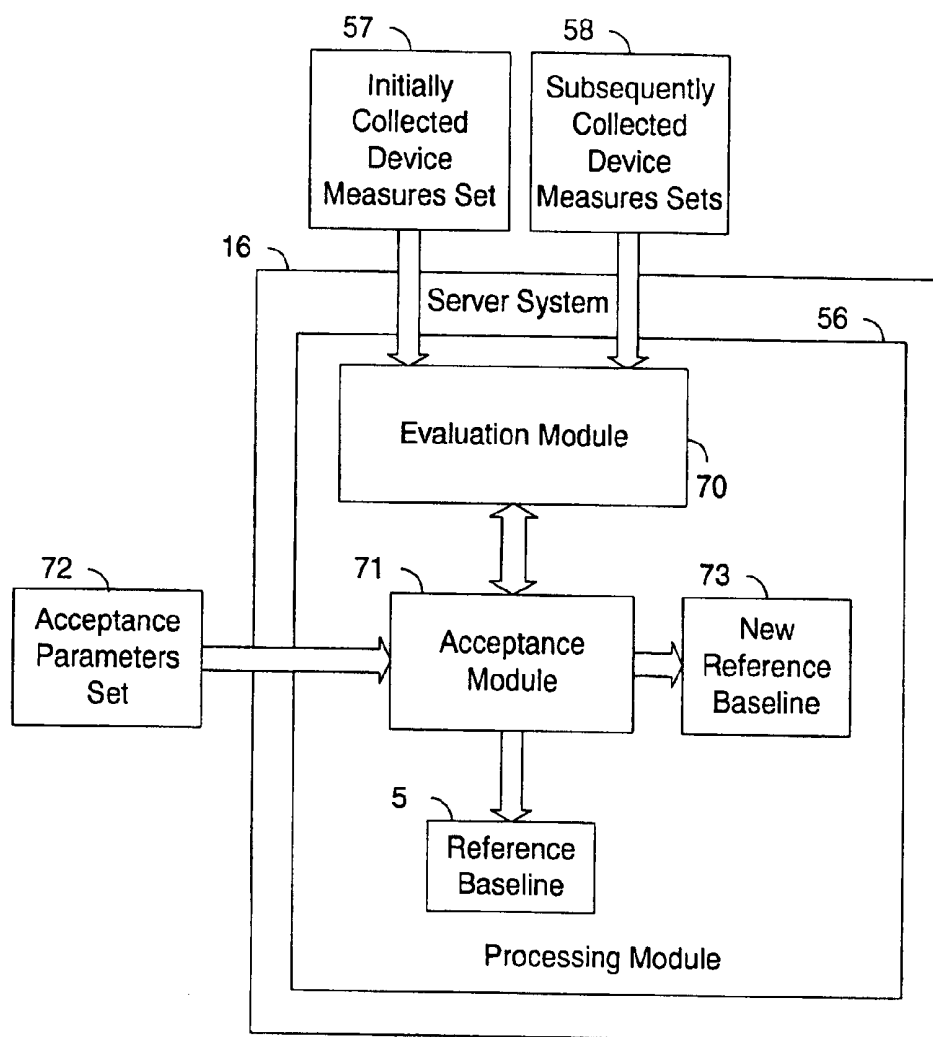 57
58
Initially
Collected
Device
Measures Set
Subsequently
Collected
Device
Measures Sets
16
Server System
56
Evaluation Module
70
72
71
73
Acceptance
Parameters
Set
Acceptance
Module
New
Reference
Baseline
5
Reference
Baseline
Processing Module